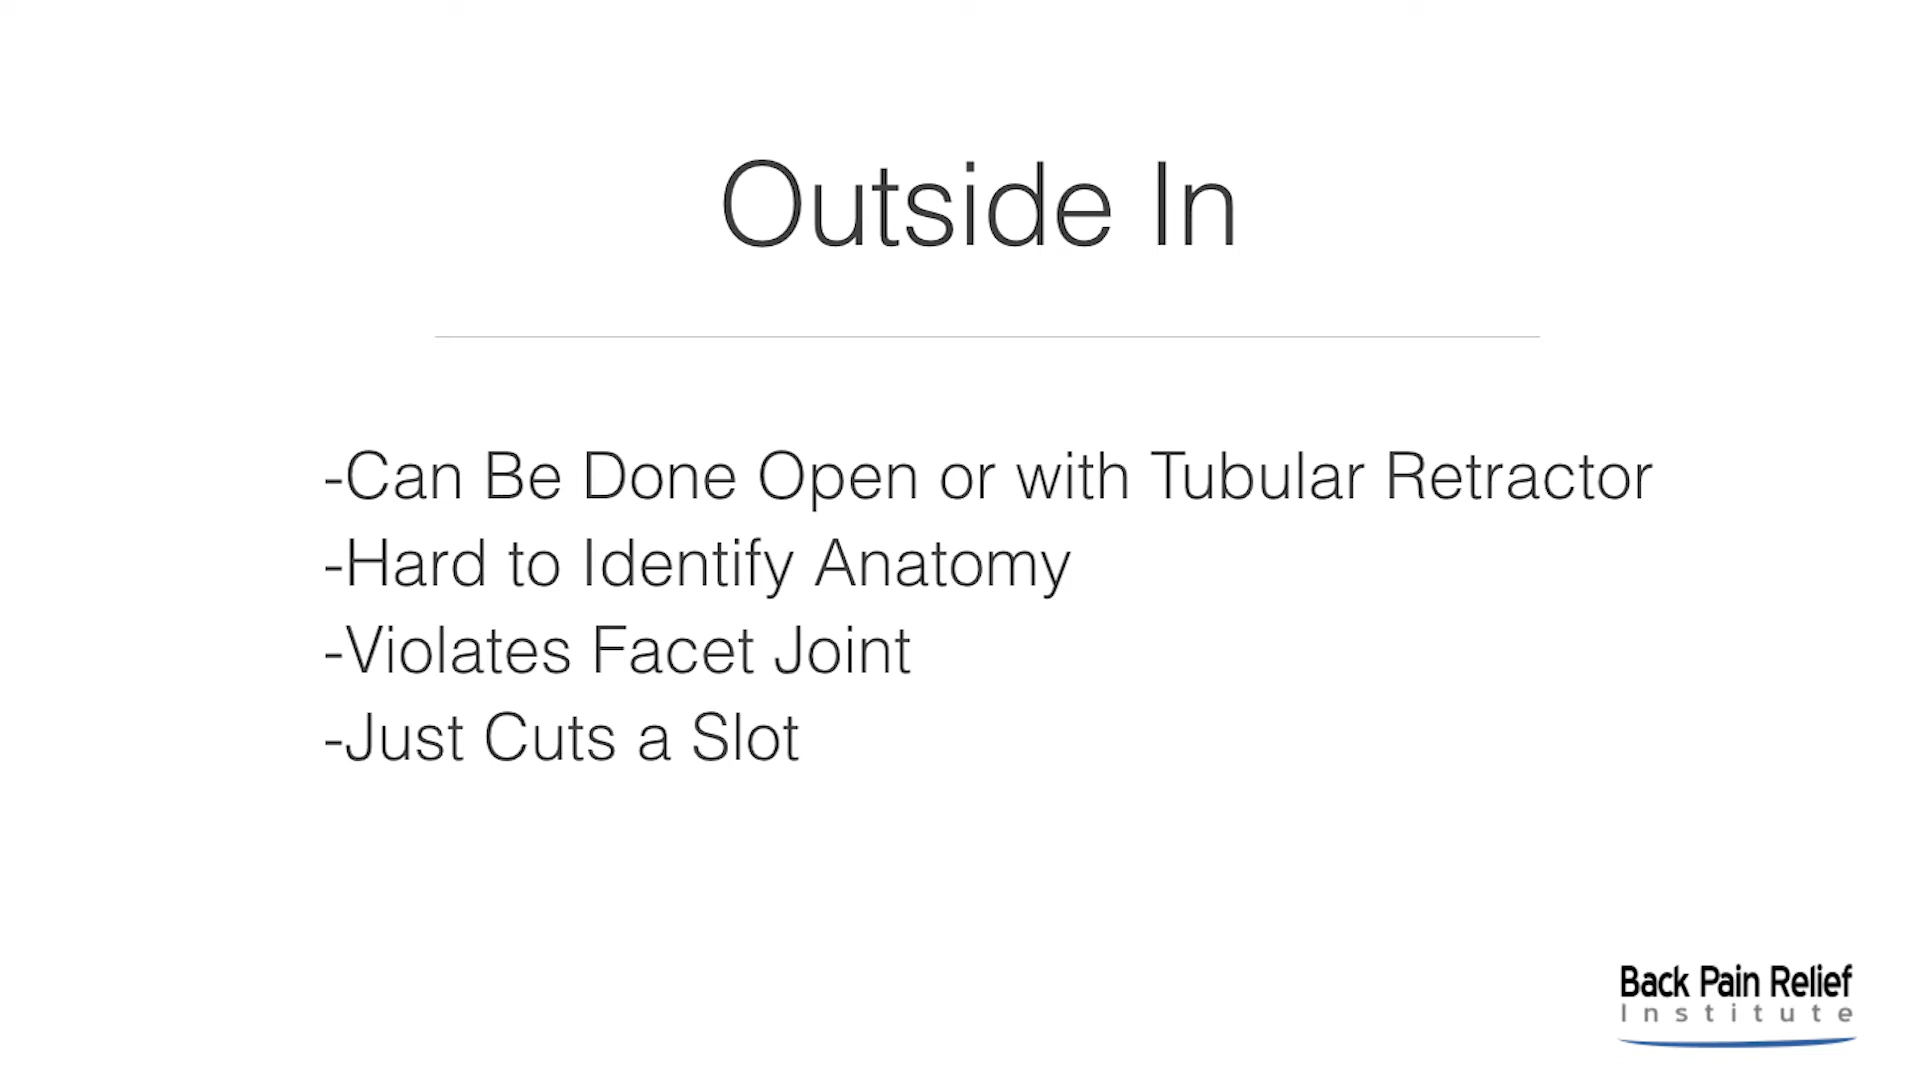 Outside In
-Can Be Done Open or with Tubular Retractor
-Hard to Identify Anatomy
-Violates Facet Joint
-Just Cuts a Slot
Back Pain Relief
Institute